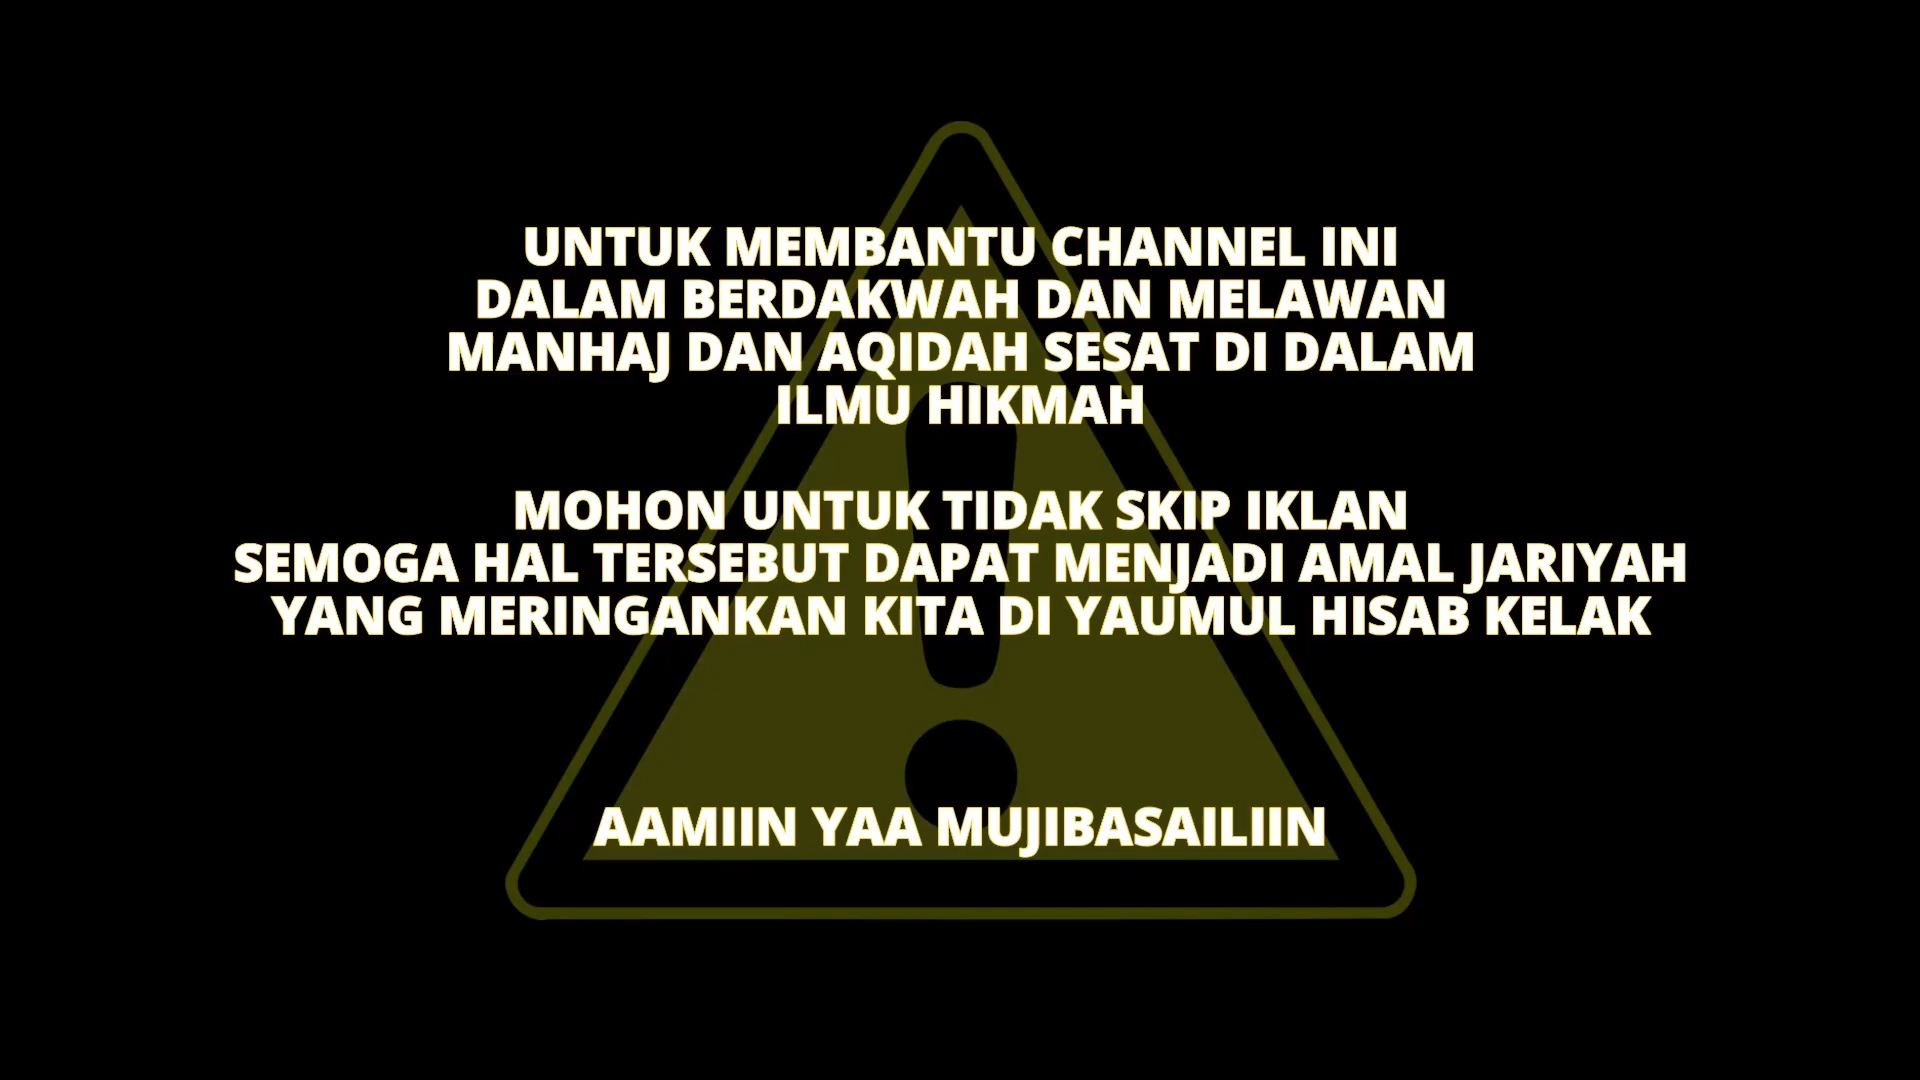 UNTUK MEMBANTU CHANNEL INI
DALAM BERDAKWAH DAN MELAWAN
MANHAJ DAN AQIDAH SESAT DI DALAM
ILMU HIKMAH
MOHON UNTUK TIDAK SKIP IKLAN
SEMOGA HAL TERSEBUT DAPAT MENJADI AMAL JARIYAH
YANG MERINGANKAN KITA DI YAUMUL HISAB KELAK
AAMIIN YAA MUJIBASAILIIN